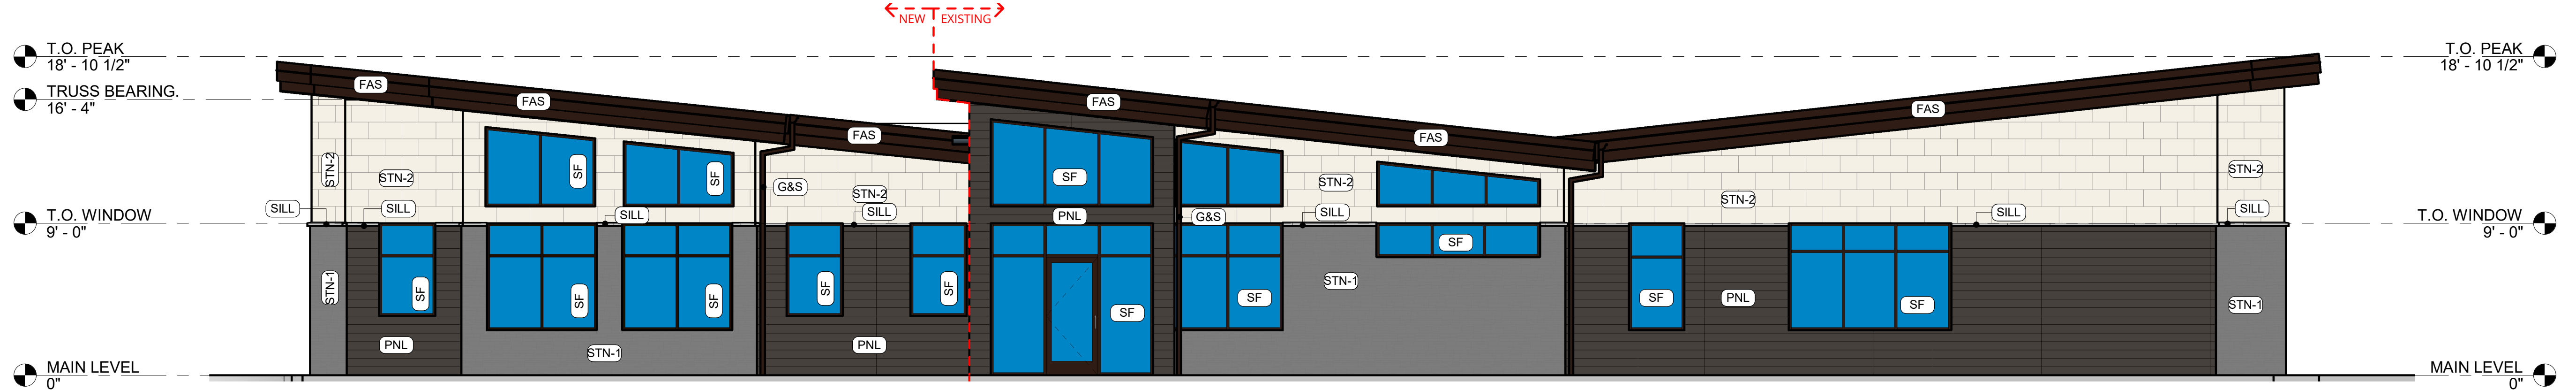 NEW EXISTING
T.O. PEAK
18' - 10 1/2"
TRUSS BEARING.
16' - 4"
T.O. WINDOW
9' - 0"
MAIN LEVEL
0"
T.O. PEAK
18' - 10 1/2"
T.O. WINDOW
9' - 0"
MAIN LEVEL
0"
FAS
FAS
FAS
FAS
FAS
FAS
STN-2
STN-2
SF
SF
G&S
STN-2
SF
STN-2
STN-2
STN-2
SILL
SILL
SILL
SILL
PNL
G&S
SILL
SILL
SILL
SF
STN-1
SF
SF
SF
SF
SF
SF
SF
STN-1
SF
PNL
SF
STN-1
PNL
STN-1
PNL